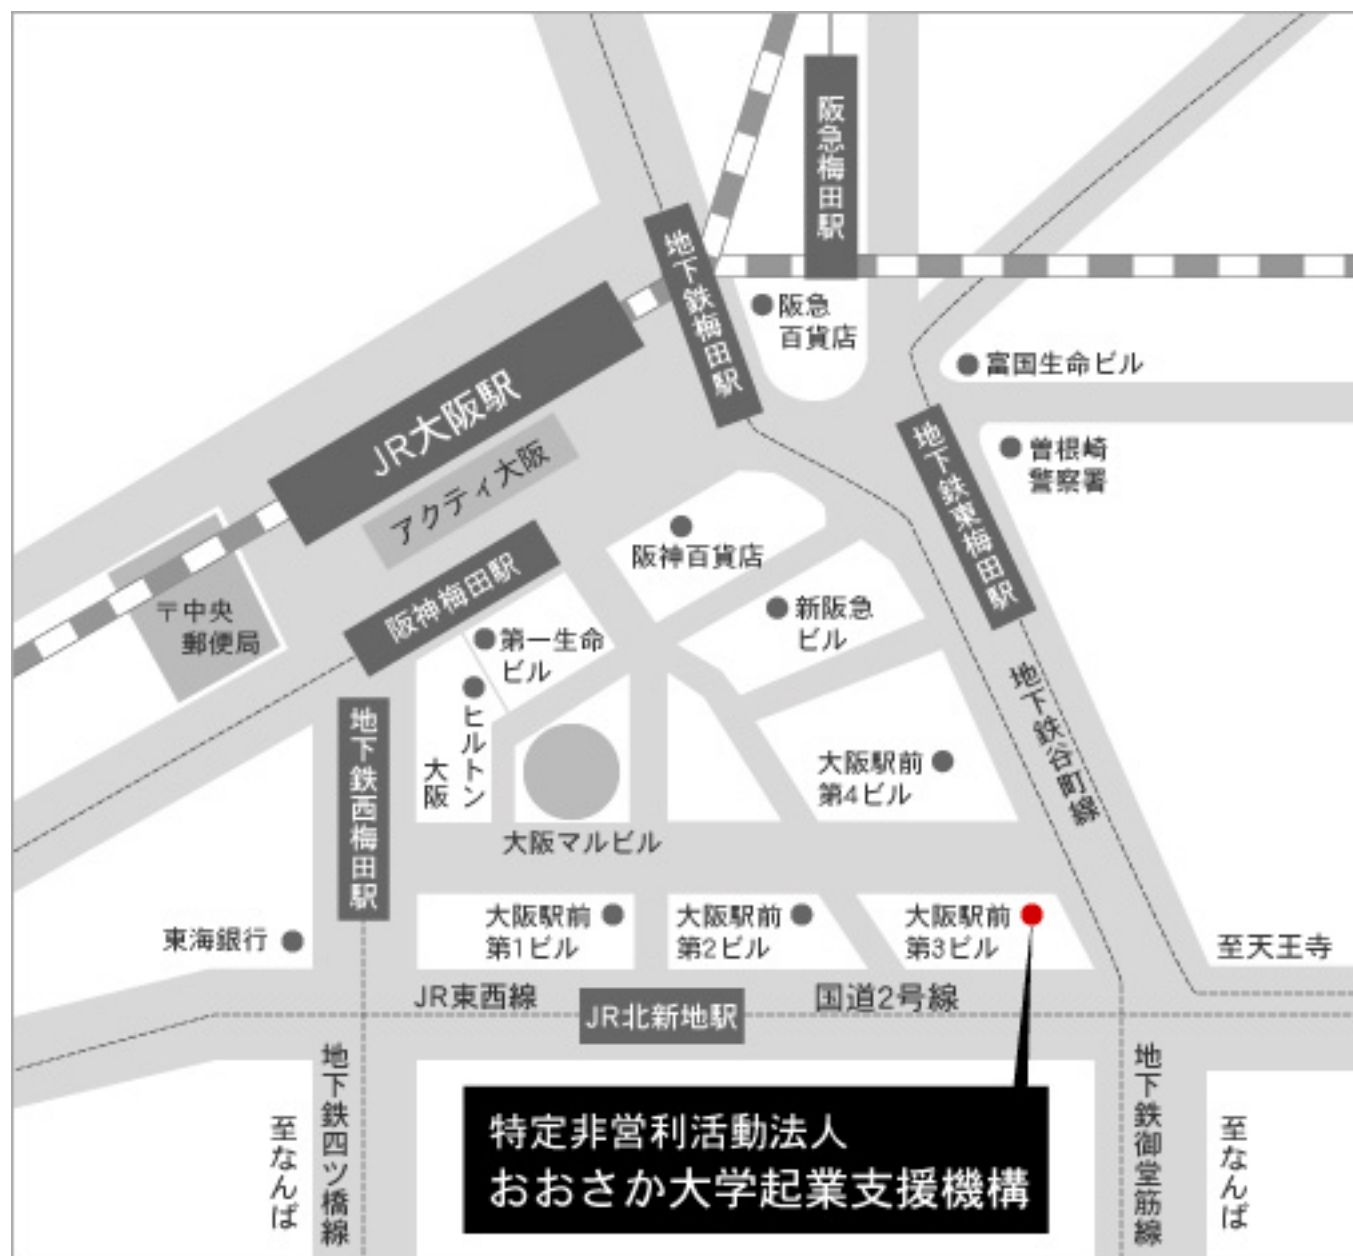 阪急梅田駅
地下鉄梅田駅
阪急
百貨店
富国生命ビル
JR大阪駅
アクティ大阪
地下鉄東梅田駅
曽根崎
警察署
阪神百貨店
阪神梅田駅
〒中央
郵便局
第一生命
ビル
新阪急
ビル
ヒルトン
大阪
地下鉄西梅田駅
地下鉄谷町線
大阪駅前
第4ビル
大阪マルビル
東海銀行
大阪駅前
第1ビル
大阪駅前
第2ビル
大阪駅前
第3ビル
至天王寺
JR東西線
JR北新地駅
国道2号線
地下鉄四ツ橋線
至なんば
地下鉄御堂筋線
至なんば
特定非営利活動法人
おおさか大学起業支援機構